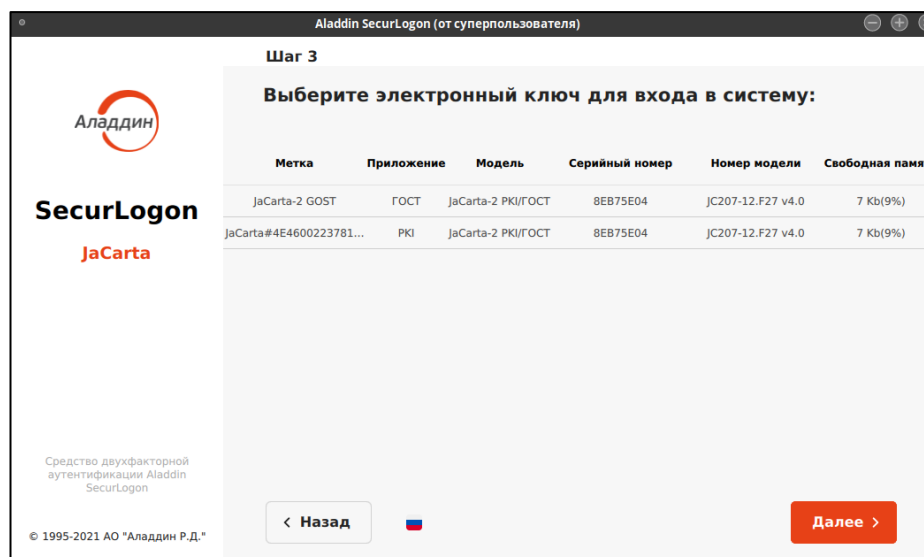 Aladdin SecurLogon (от суперпользователя)
Шаг 3
Выберите электронный ключ для входа в систему:
Аладдин
SecurLogon
JaCarta
Метка Приложение Модель Серийный номер Номер модели Свободная памя
JaCarta-2 GOST ГОСТ JaCarta-2 PKI/ГОСТ 8EB75E04 JC207-12.F27 v4.0 7 Kb(9%)
JaCarta#4E4600223781... PKI JaCarta-2 PKI/ГОСТ 8EB75E04 JC207-12.F27 v4.0 7 Kb(9%)
Средство двухфакторной
аутентификации Aladdin
SecurLogon
© 1995-2021 АО "Аладдин Р.Д."
‹ Назад
Далее ›